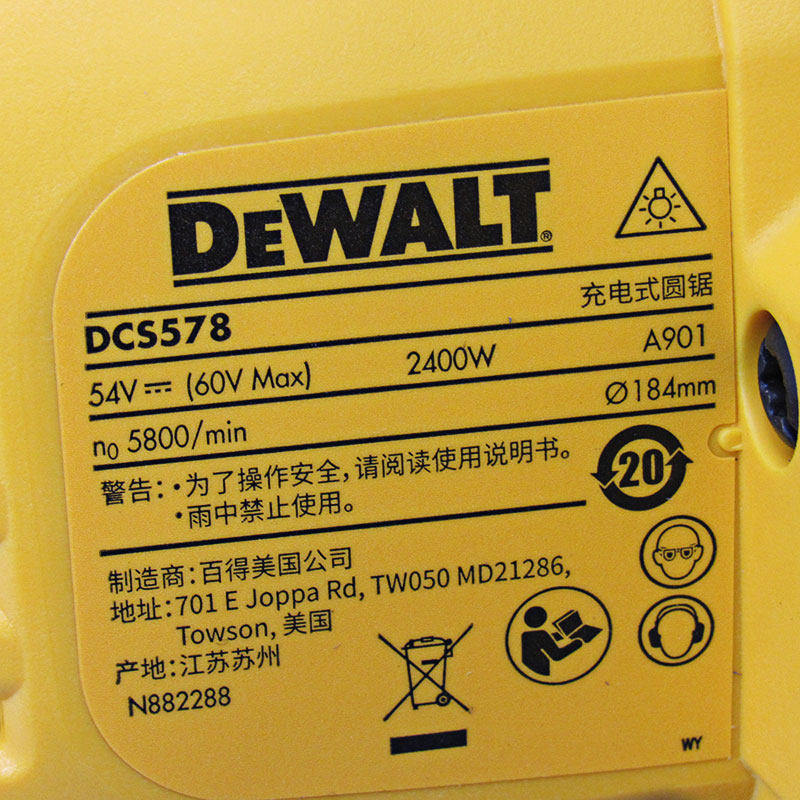 DEWALT®
充电式圆锯
DCS578
A901
54V ⎓ (60V Max) 2400W
Ø184mm
n₀ 5800/min
警告：·为了操作安全，请阅读使用说明书。
·雨中禁止使用。
20
制造商：百得美国公司
地址：701 E Joppa Rd, TW050 MD21286,
Towson, 美国
产地：江苏苏州
N882288
WY